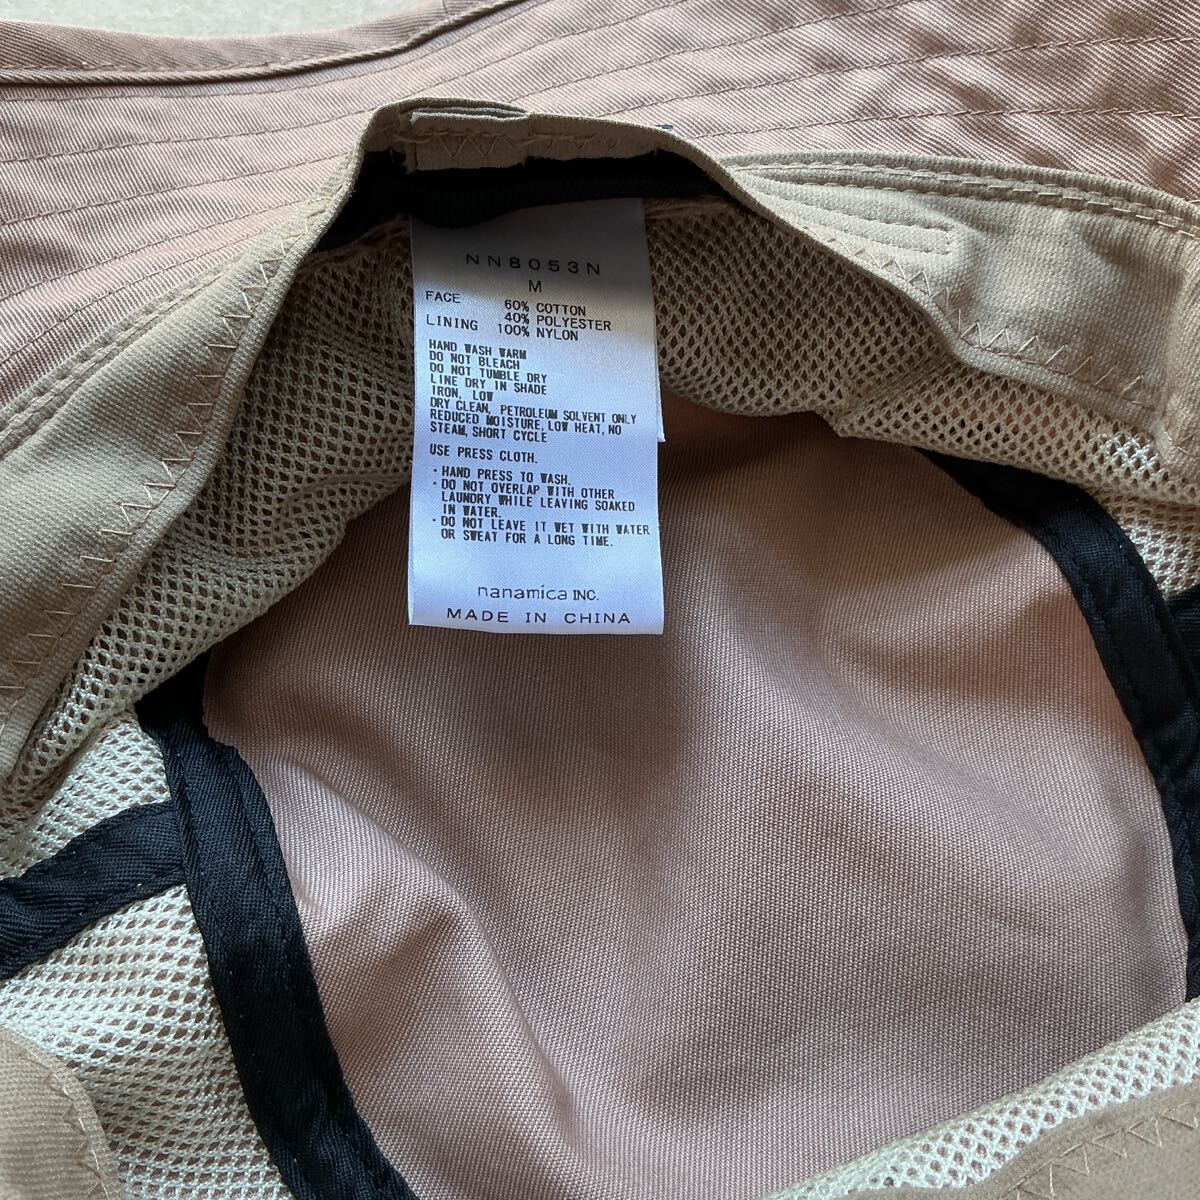 NN8053N
M
FACE 60% COTTON
40% POLYESTER
LINING 100% NYLON
HAND WASH WARM
DO NOT BLEACH
DO NOT TUMBLE DRY
LINE DRY IN SHADE
IRON, LOW
DRY CLEAN, PETROLEUM SOLVENT ONLY
REDUCED MOISTURE, LOW HEAT, NO
STEAM, SHORT CYCLE
USE PRESS CLOTH.
・HAND PRESS TO WASH.
・DO NOT OVERLAP WITH OTHER
LAUNDRY WHILE LEAVING SOAKED
IN WATER.
・DO NOT LEAVE IT WET WITH WATER
OR SWEAT FOR A LONG TIME.
nanamica INC.
MADE IN CHINA